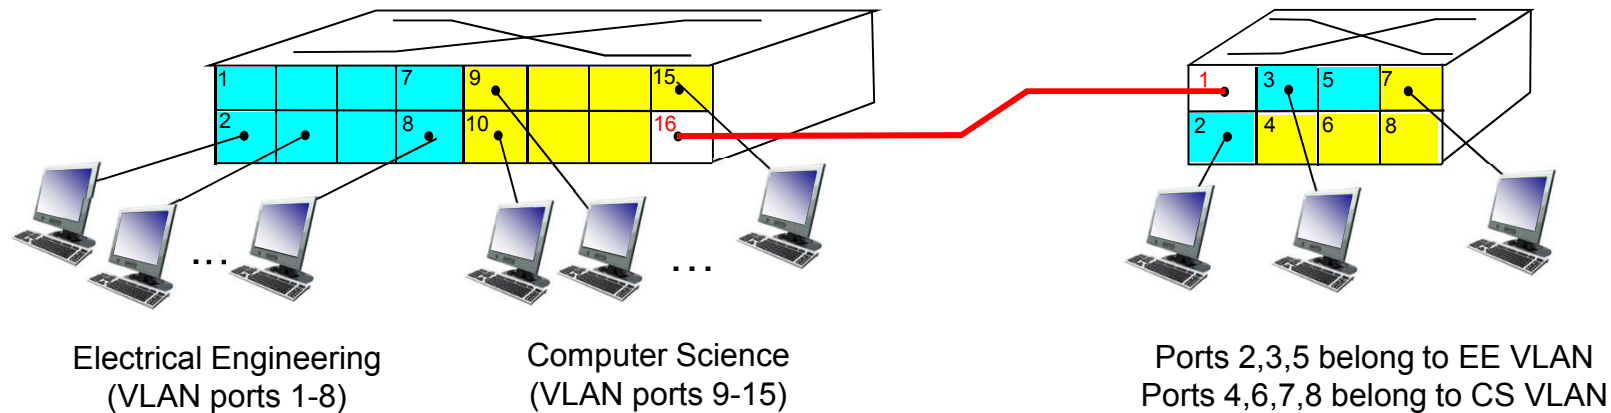 1 7 9 15
2 8 10 16
1 3 5 7
2 4 6 8
... ...
Electrical Engineering
(VLAN ports 1-8)
Computer Science
(VLAN ports 9-15)
Ports 2,3,5 belong to EE VLAN
Ports 4,6,7,8 belong to CS VLAN